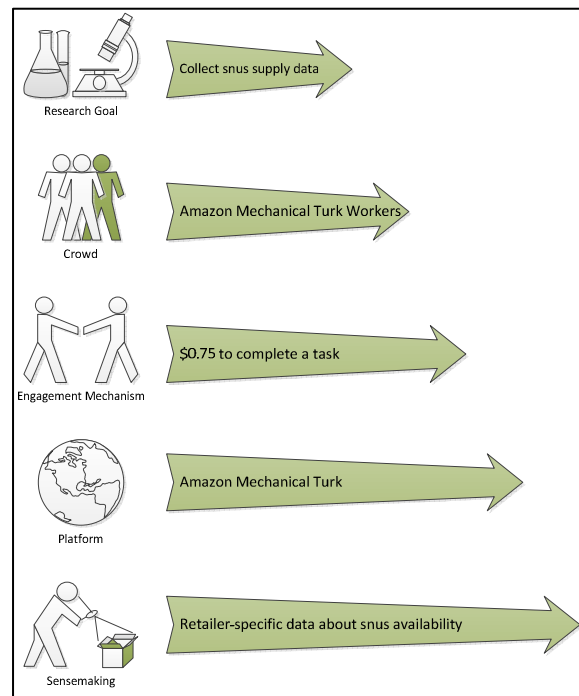 Collect snus supply data
Research Goal
Amazon Mechanical Turk Workers
Crowd
$0.75 to complete a task
Engagement Mechanism
Amazon Mechanical Turk
Platform
Retailer-specific data about snus availability
Sensemaking